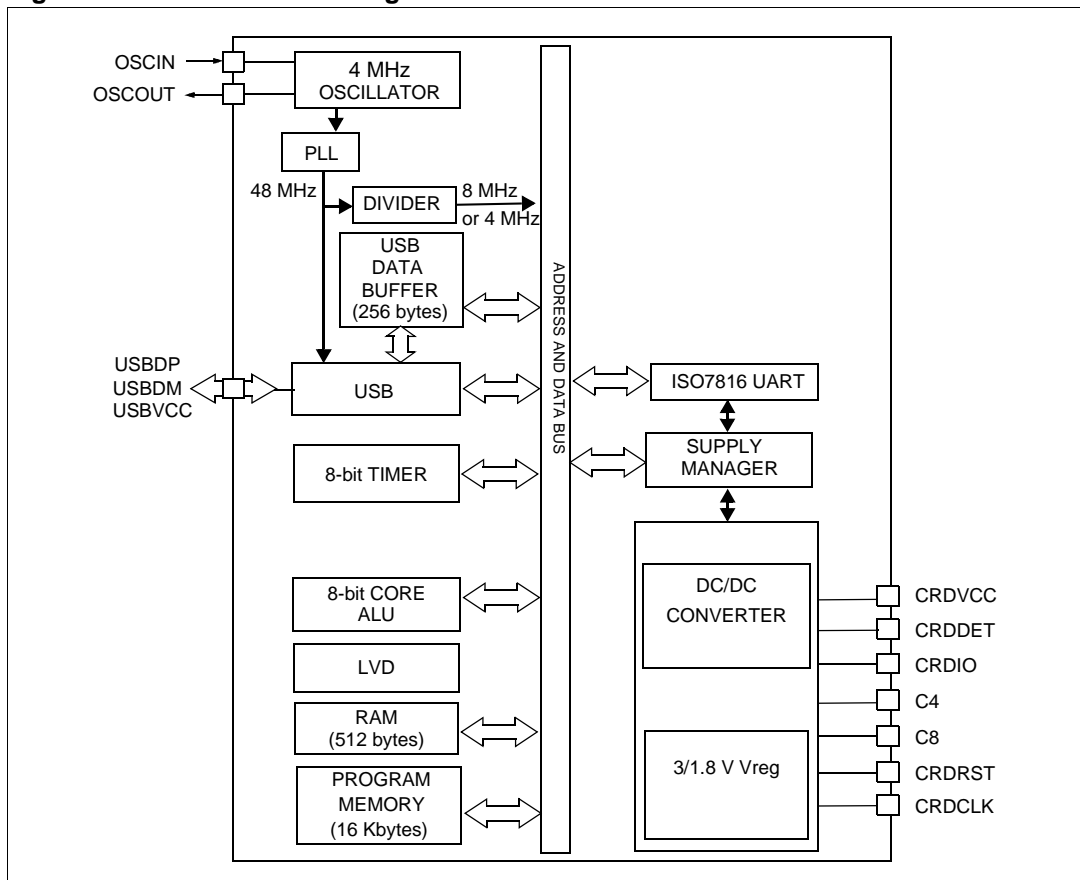 OSCIN
OSCOUT
4 MHz
OSCILLATOR
PLL
48 MHz
DIVIDER
8 MHz
or 4 MHz
USB
DATA
BUFFER
(256 bytes)
ADDRESS AND DATA BUS
USBDP
USBDM
USBVCC
USB
ISO7816 UART
SUPPLY
MANAGER
8-bit TIMER
8-bit CORE
ALU
LVD
RAM
(512 bytes)
PROGRAM
MEMORY
(16 Kbytes)
DC/DC
CONVERTER
3/1.8 V Vreg
CRDVCC
CRDDET
CRDIO
C4
C8
CRDRST
CRDCLK